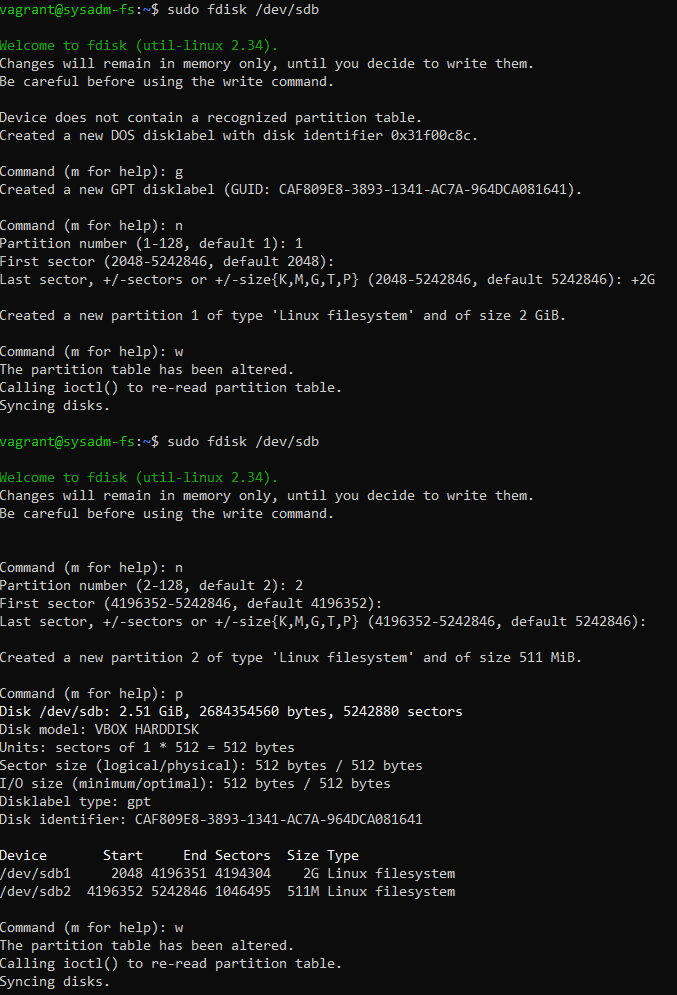 vagrant@sysadm-fs:~$ sudo fdisk /dev/sdb
Welcome to fdisk (util-linux 2.34).
Changes will remain in memory only, until you decide to write them.
Be careful before using the write command.
Device does not contain a recognized partition table.
Created a new DOS disklabel with disk identifier 0x31f00c8c.
Command (m for help): g
Created a new GPT disklabel (GUID: CAF809E8-3893-1341-AC7A-964DCA081641).
Command (m for help): n
Partition number (1-128, default 1): 1
First sector (2048-5242846, default 2048):
Last sector, +/-sectors or +/-size{K,M,G,T,P} (2048-5242846, default 5242846): +2G
Created a new partition 1 of type 'Linux filesystem' and of size 2 GiB.
Command (m for help): w
The partition table has been altered.
Calling ioctl() to re-read partition table.
Syncing disks.
vagrant@sysadm-fs:~$ sudo fdisk /dev/sdb
Welcome to fdisk (util-linux 2.34).
Changes will remain in memory only, until you decide to write them.
Be careful before using the write command.
Command (m for help): n
Partition number (2-128, default 2): 2
First sector (4196352-5242846, default 4196352):
Last sector, +/-sectors or +/-size{K,M,G,T,P} (4196352-5242846, default 5242846):
Created a new partition 2 of type 'Linux filesystem' and of size 511 MiB.
Command (m for help): p
Disk /dev/sdb: 2.51 GiB, 2684354560 bytes, 5242880 sectors
Disk model: VBOX HARDDISK
Units: sectors of 1 * 512 = 512 bytes
Sector size (logical/physical): 512 bytes / 512 bytes
I/O size (minimum/optimal): 512 bytes / 512 bytes
Disklabel type: gpt
Disk identifier: CAF809E8-3893-1341-AC7A-964DCA081641
Device       Start     End Sectors  Size Type
/dev/sdb1     2048 4196351 4194304    2G Linux filesystem
/dev/sdb2  4196352 5242846 1046495  511M Linux filesystem
Command (m for help): w
The partition table has been altered.
Calling ioctl() to re-read partition table.
Syncing disks.